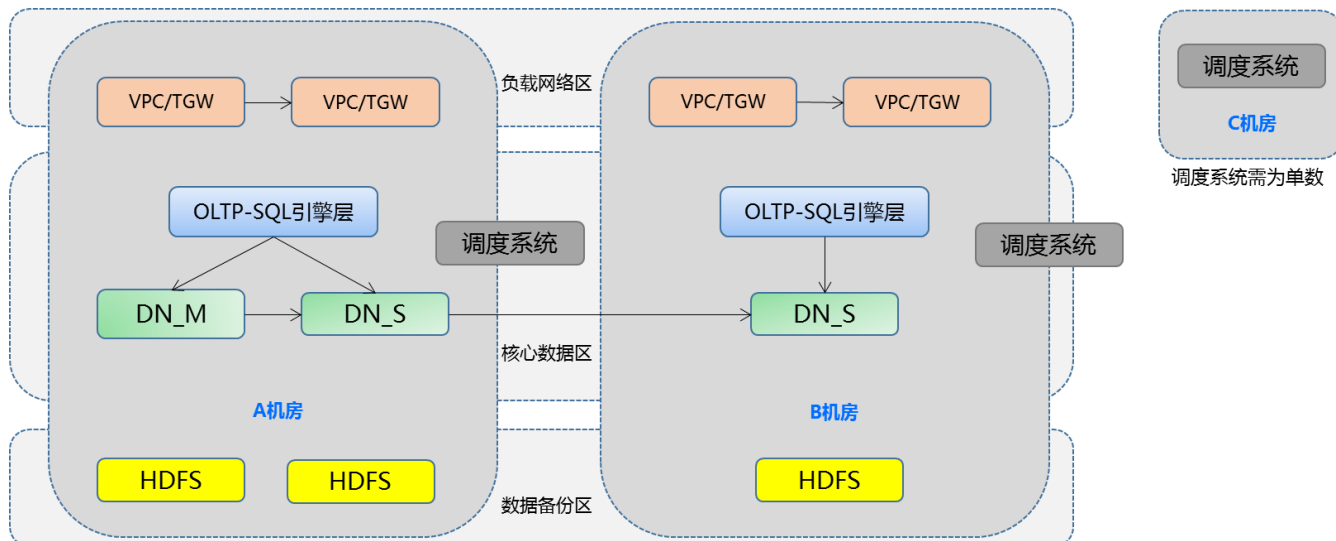 VPC/TGW
VPC/TGW
负载网络区
VPC/TGW
VPC/TGW
调度系统
C机房
调度系统需为单数
OLTP-SQL引擎层
调度系统
OLTP-SQL引擎层
调度系统
DN_M
DN_S
DN_S
核心数据区
A机房
B机房
HDFS
HDFS
数据备份区
HDFS